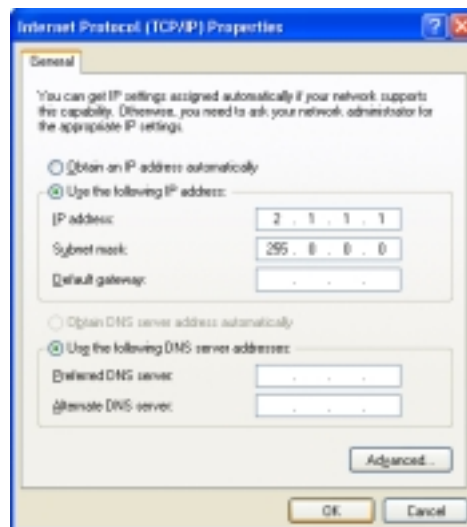 Internet Protocol (TCP/IP) Properties
General
You can get IP settings assigned automatically if your network supports
this capability. Otherwise, you need to ask your network administrator for
the appropriate IP settings.
Obtain an IP address automatically
Use the following IP address:
IP address: 2 . 1 . 1 . 1
Subnet mask: 255 . 0 . 0 . 0
Default gateway: . . .
Obtain DNS server address automatically
Use the following DNS server addresses:
Preferred DNS server: . . .
Alternate DNS server: . . .
Advanced...
OK Cancel